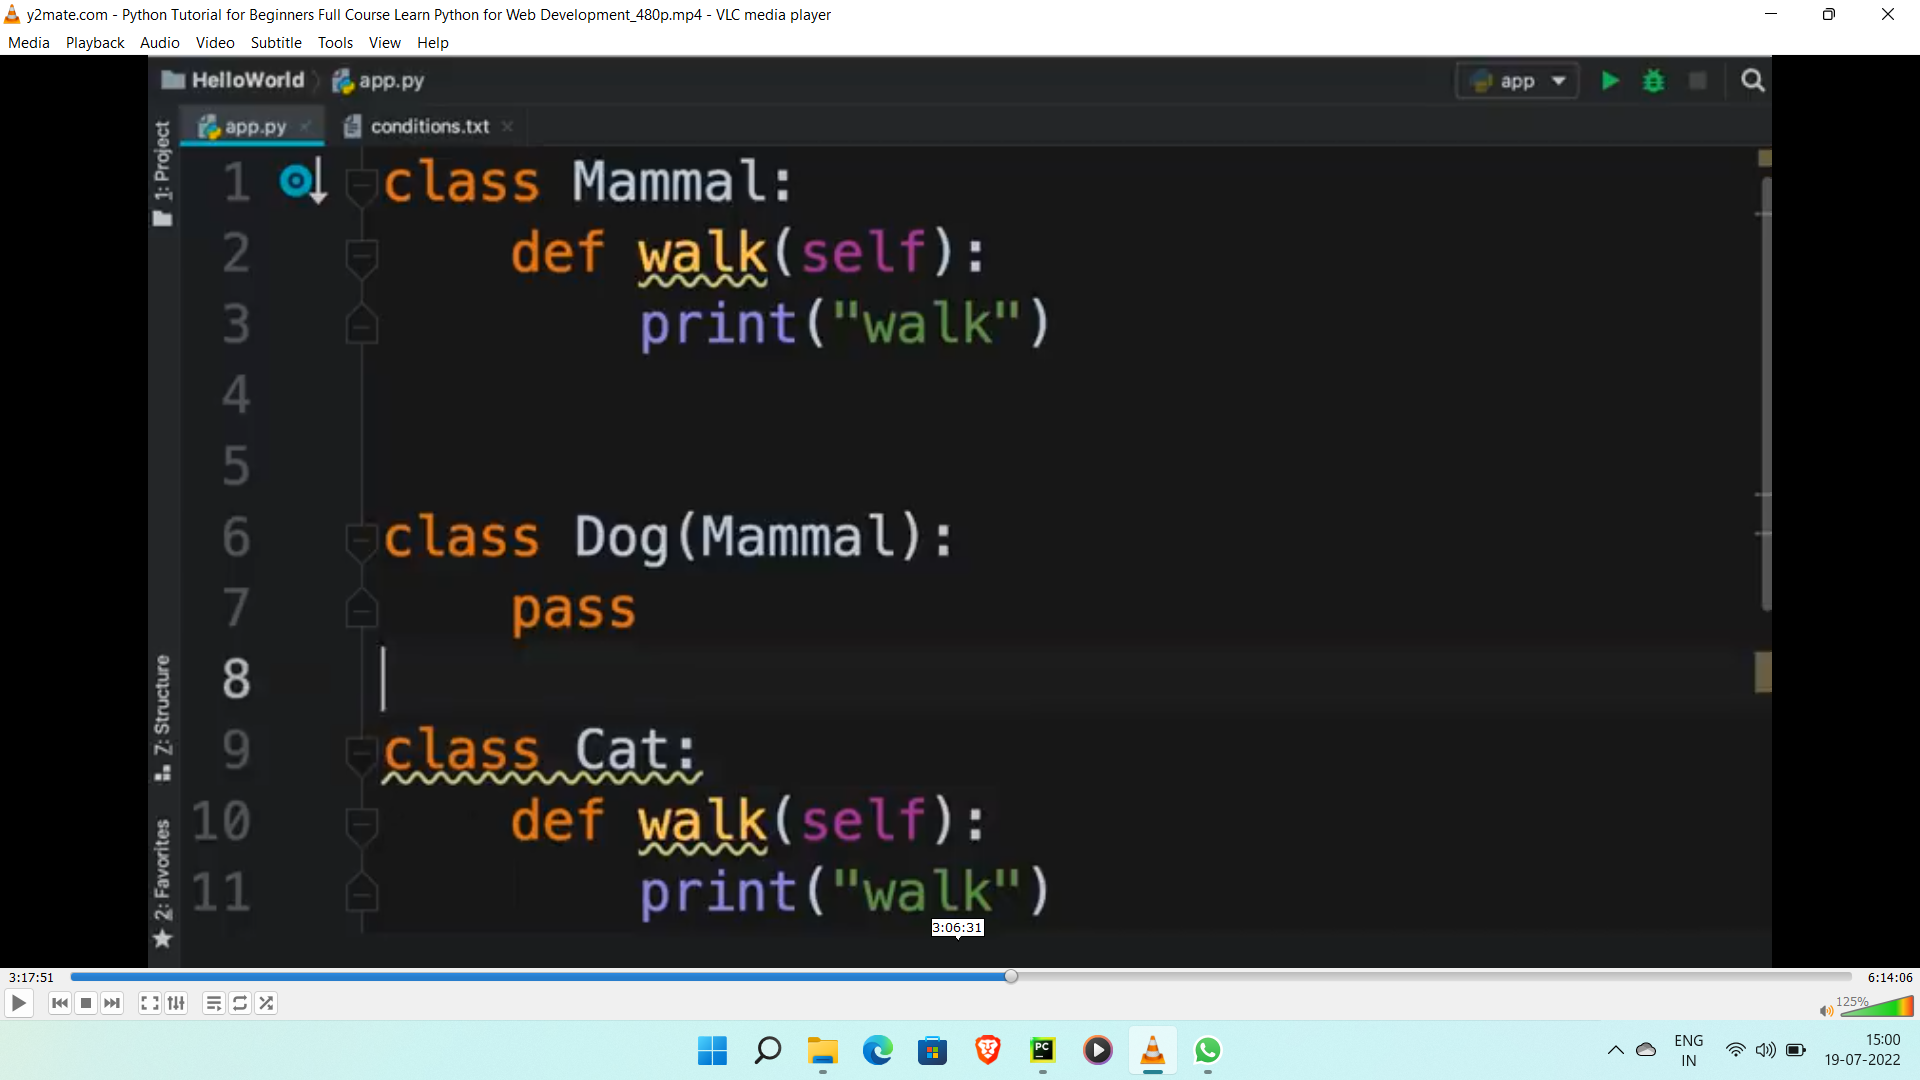 y2mate.com - Python Tutorial for Beginners Full Course Learn Python for Web Development_480p.mp4 - VLC media player
Media Playback Audio Video Subtitle Tools View Help
HelloWorld app.py app
app.py conditions.txt
1: Project
Z: Structure
2: Favorites
1 class Mammal:
2 def walk(self):
3 print("walk")
4
5
6 class Dog(Mammal):
7 pass
8
9 class Cat:
10 def walk(self):
11 print("walk")
3:06:31
3:17:51 6:14:06
125%
PC
ENG
IN
15:00
19-07-2022